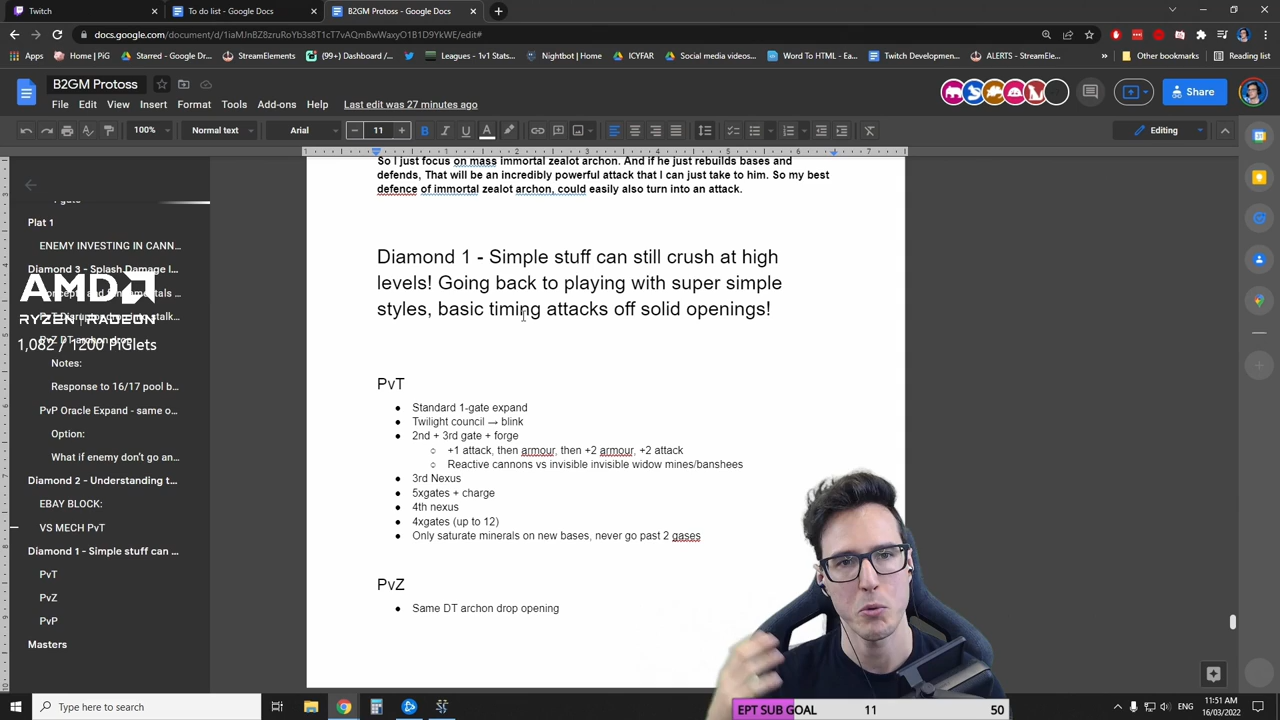 Twitch
To do list - Google Docs
B2GM Protoss - Google Docs
docs.google.com/document/d/1iaMJnBZ8zruRoYb3s8T1cT7vAQmBwWaxyO1B1D9YkWE/edit#
Apps
Home | PiG
Starred - Google Dr...
StreamElements
(99+) Dashboard / ...
Leagues - 1v1 Stats...
ICYFAR
Social media
Word To HTML - Eas...
Twitch Developmen...
ALERTS - StreamEle...
Other bookmarks
Reading list
B2GM Protoss
File Edit View Insert Format Tools Add-ons Help Last edit was 27 minutes ago
Share
100%
Normal text
Arial
11
Editing
So I just focus on mass immortal zealot archon. And if he just rebuilds bases and
defends, That will be an incredibly powerful attack that I can just take to him. So my best
defence of immortal zealot archon, could easily also turn into an attack.
Plat 1
ENEMY INVESTING IN CANN...
Diamond 3 - Splash Damage I...
AMD
RYZEN | RADEON
1,082 / 1200 Piglets
Notes:
Response to 16/17 pool b...
PvP Oracle Expand - same o...
Option:
What if enemy don't go an...
Diamond 2 - Understanding t...
EBAY BLOCK:
VS MECH PvT
Diamond 1 - Simple stuff can ...
PvT
PvZ
PvP
Masters
Diamond 1 - Simple stuff can still crush at high
levels! Going back to playing with super simple
styles, basic timing attacks off solid openings!
PvT
● Standard 1-gate expand
● Twilight council → blink
● 2nd + 3rd gate + forge
○ +1 attack, then armour, then +2 armour, +2 attack
○ Reactive cannons vs invisible invisible widow mines/banshees
● 3rd Nexus
● 5xgates + charge
● 4th nexus
● 4xgates (up to 12)
● Only saturate minerals on new bases, never go past 2 gases
PvZ
● Same DT archon drop opening
Type here to search
ENG
11:51 AM
16/03/2022
EPT SUB GOAL 11 50